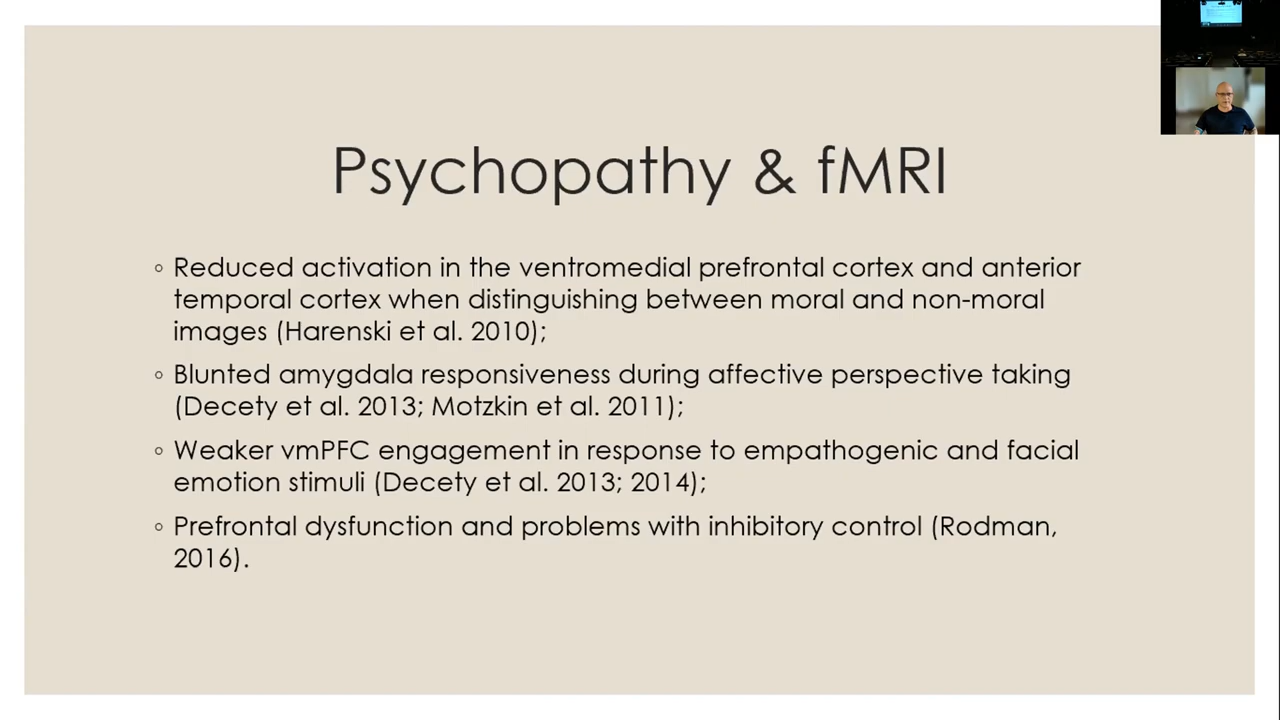 Psychopathy & fMRI
◦ Reduced activation in the ventromedial prefrontal cortex and anterior
temporal cortex when distinguishing between moral and non-moral
images (Harenski et al. 2010);
◦ Blunted amygdala responsiveness during affective perspective taking
(Decety et al. 2013; Motzkin et al. 2011);
◦ Weaker vmPFC engagement in response to empathogenic and facial
emotion stimuli (Decety et al. 2013; 2014);
◦ Prefrontal dysfunction and problems with inhibitory control (Rodman,
2016).